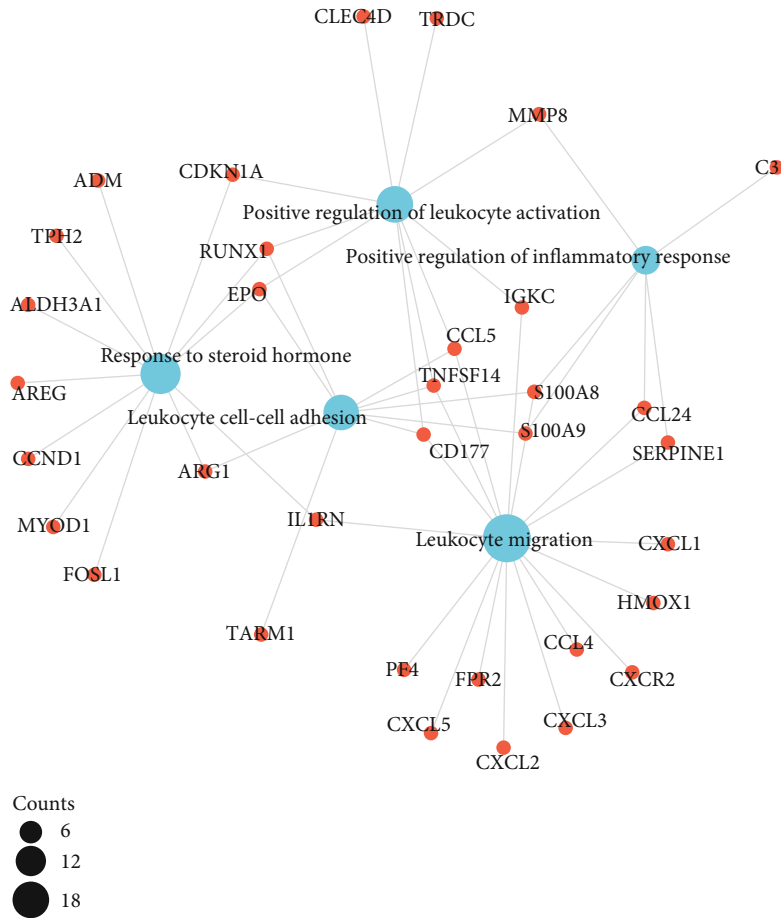 CLEC4D
TRDC
MMP8
C3
CDKN1A
ADM
Positive regulation of leukocyte activation
TPH2
RUNX1
Positive regulation of inflammatory response
EPO
IGKC
ALDH3A1
CCL5
Response to steroid hormone
TNFSF14
AREG
S100A8
Leukocyte cell-cell adhesion
CCL24
S100A9
CD177
SERPINE1
CCND1
ARG1
IL1RN
MYOD1
Leukocyte migration
CXCL1
FOSL1
HMOX1
TARM1
CCL4
PF4
FPR2
CXCR2
CXCL5
CXCL3
CXCL2
Counts
6
12
18